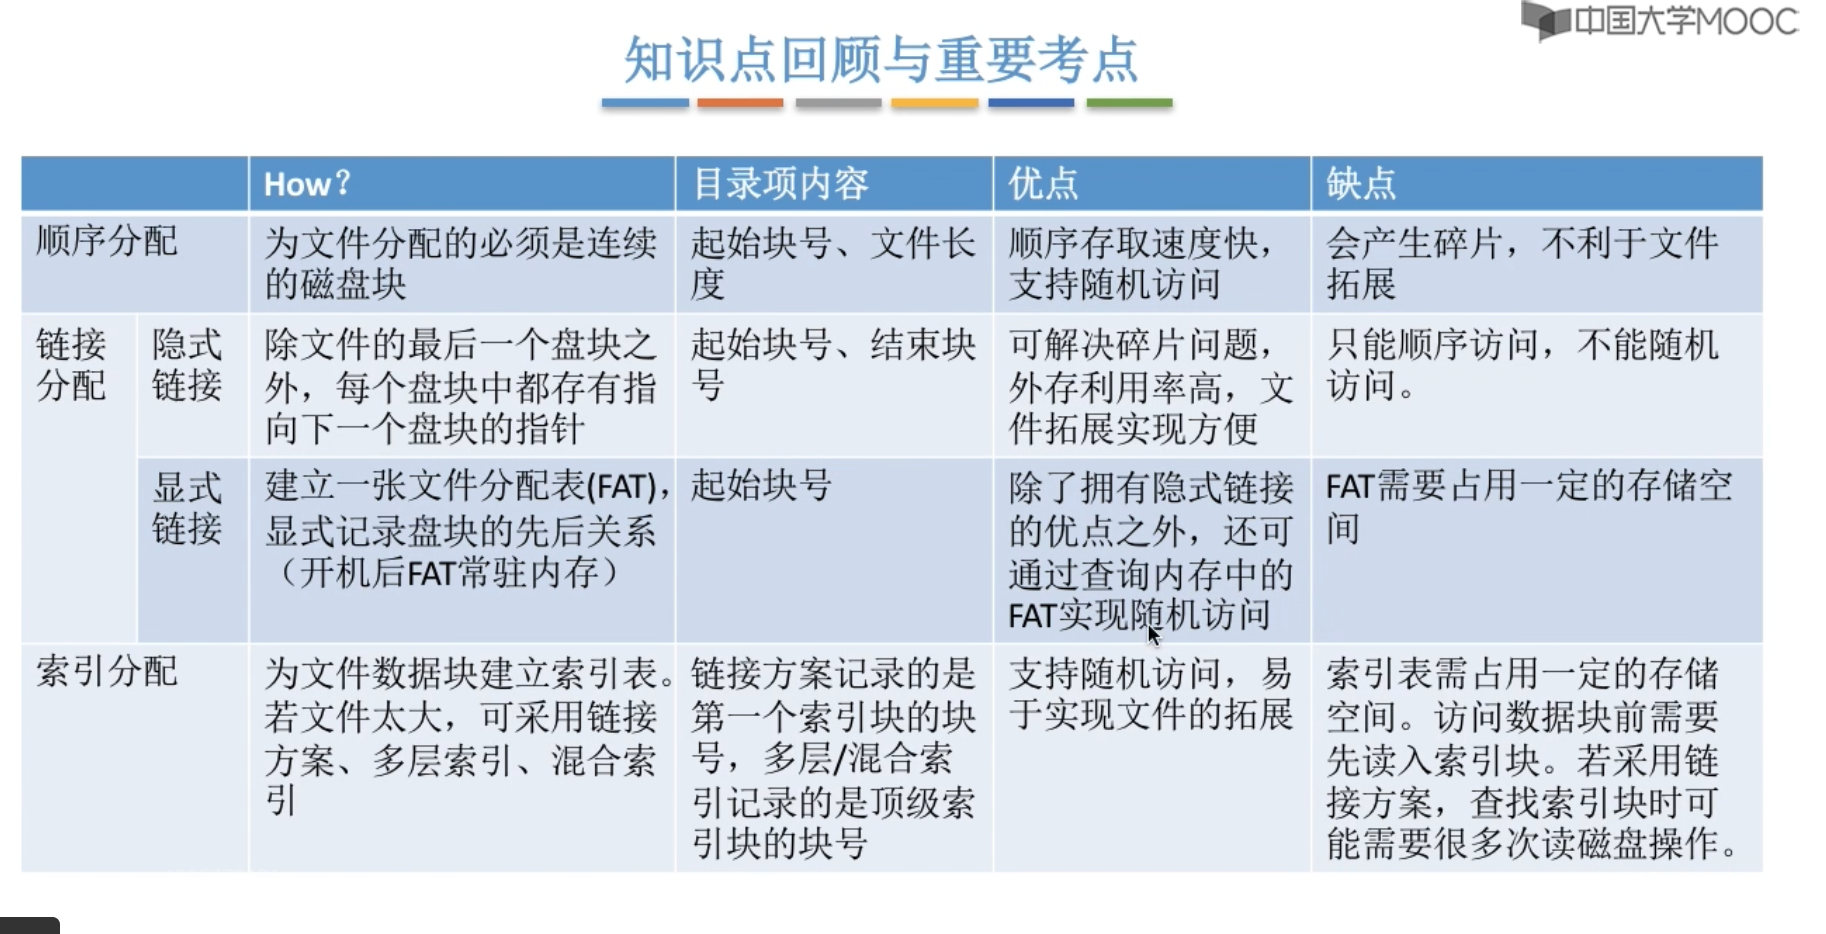 中国大学MOOC
知识点回顾与重要考点
How?
目录项内容
优点
缺点
顺序分配
为文件分配的必须是连续
的磁盘块
起始块号、文件长
度
顺序存取速度快，
支持随机访问
会产生碎片，不利于文件
拓展
链接
分配
隐式
链接
除文件的最后一个盘块之
外，每个盘块中都存有指
向下一个盘块的指针
起始块号、结束块
号
可解决碎片问题，
外存利用率高，文
件拓展实现方便
只能顺序访问，不能随机
访问。
显式
链接
建立一张文件分配表(FAT)，
显式记录盘块的先后关系
（开机后FAT常驻内存）
起始块号
除了拥有隐式链接
的优点之外，还可
通过查询内存中的
FAT实现随机访问
FAT需要占用一定的存储空
间
索引分配
为文件数据块建立索引表。
若文件太大，可采用链接
方案、多层索引、混合索
引
链接方案记录的是
第一个索引块的块
号，多层/混合索
引记录的是顶级索
引块的块号
支持随机访问，易
于实现文件的拓展
索引表需占用一定的存储
空间。访问数据块前需要
先读入索引块。若采用链
接方案，查找索引块时可
能需要很多次读磁盘操作。